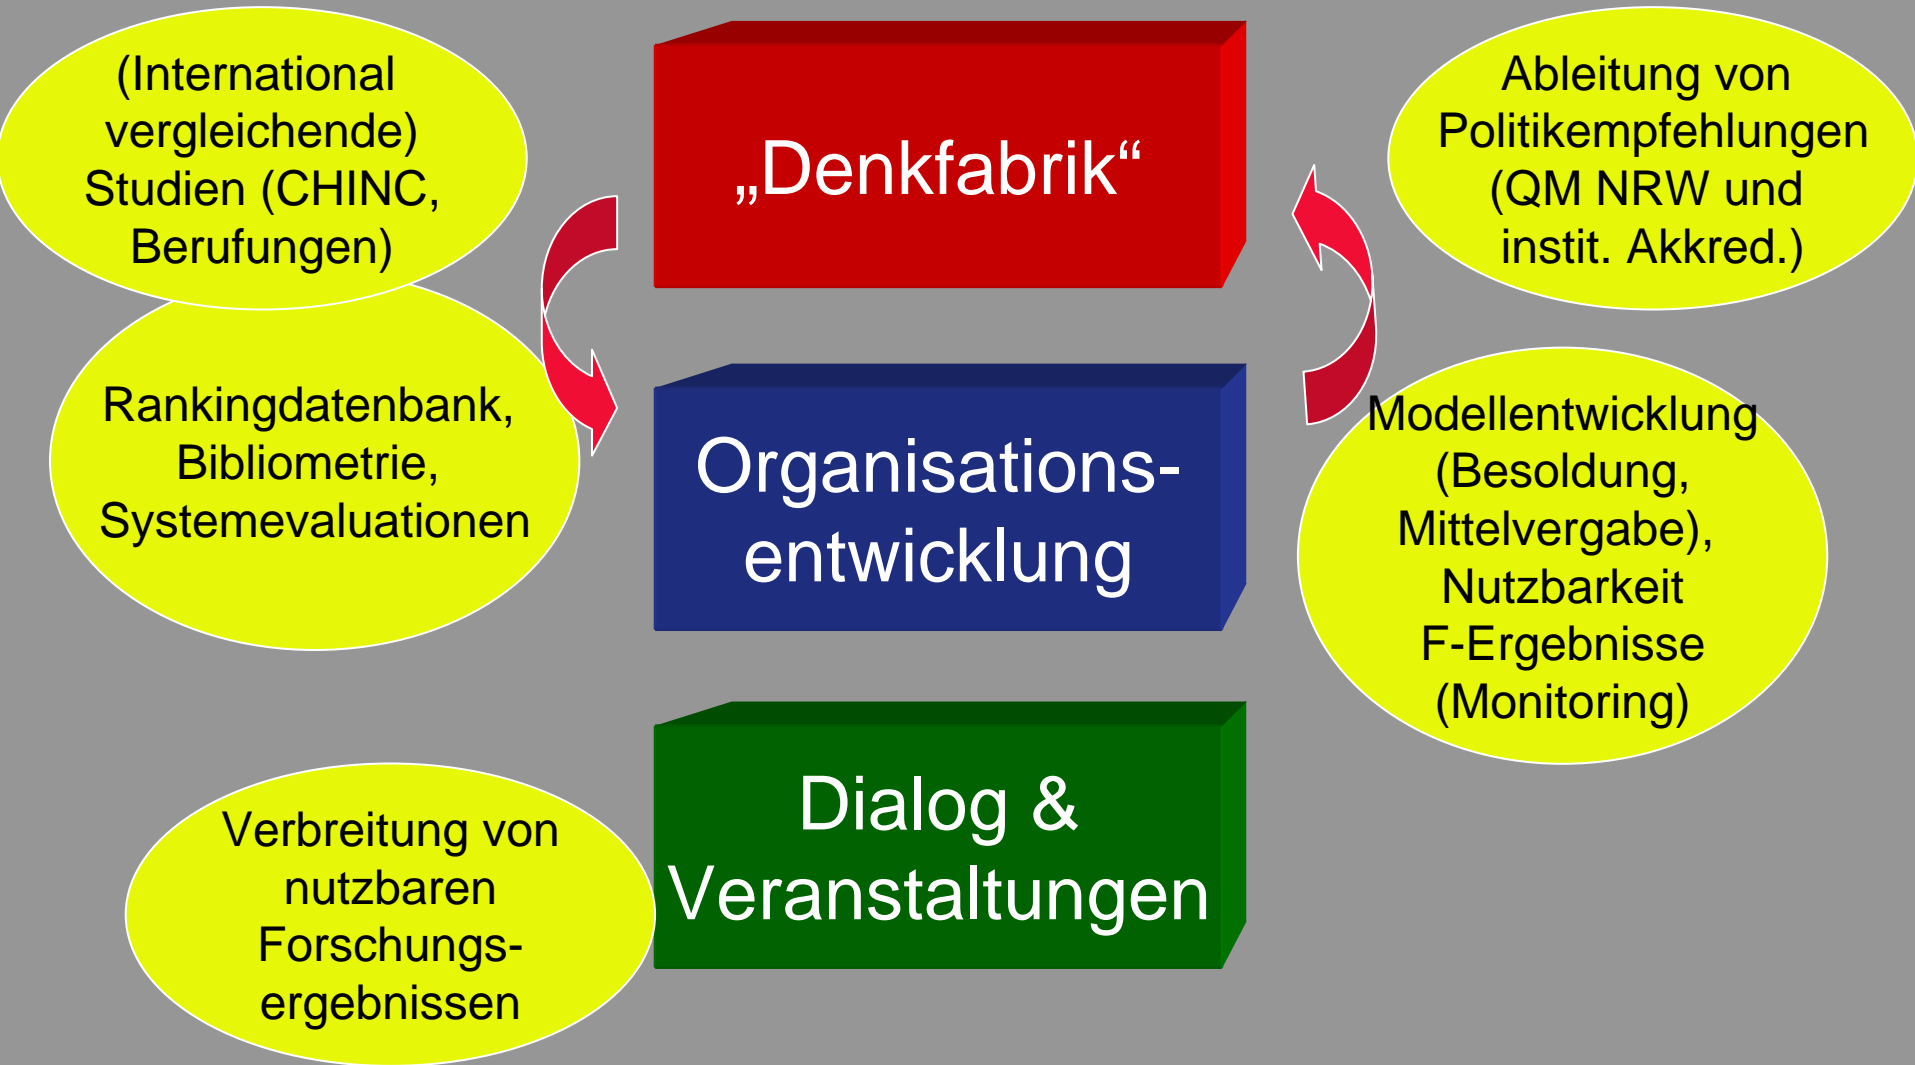 (International
vergleichende)
Studien (CHINC,
Berufungen)
„Denkfabrik“
Ableitung von
Politikempfehlungen
(QM NRW und
instit. Akkred.)
Rankingdatenbank,
Bibliometrie,
Systemevaluationen
Organisations-
entwicklung
Modellentwicklung
(Besoldung,
Mittelvergabe),
Nutzbarkeit
F-Ergebnisse
(Monitoring)
Verbreitung von
nutzbaren
Forschungs-
ergebnissen
Dialog &
Veranstaltungen